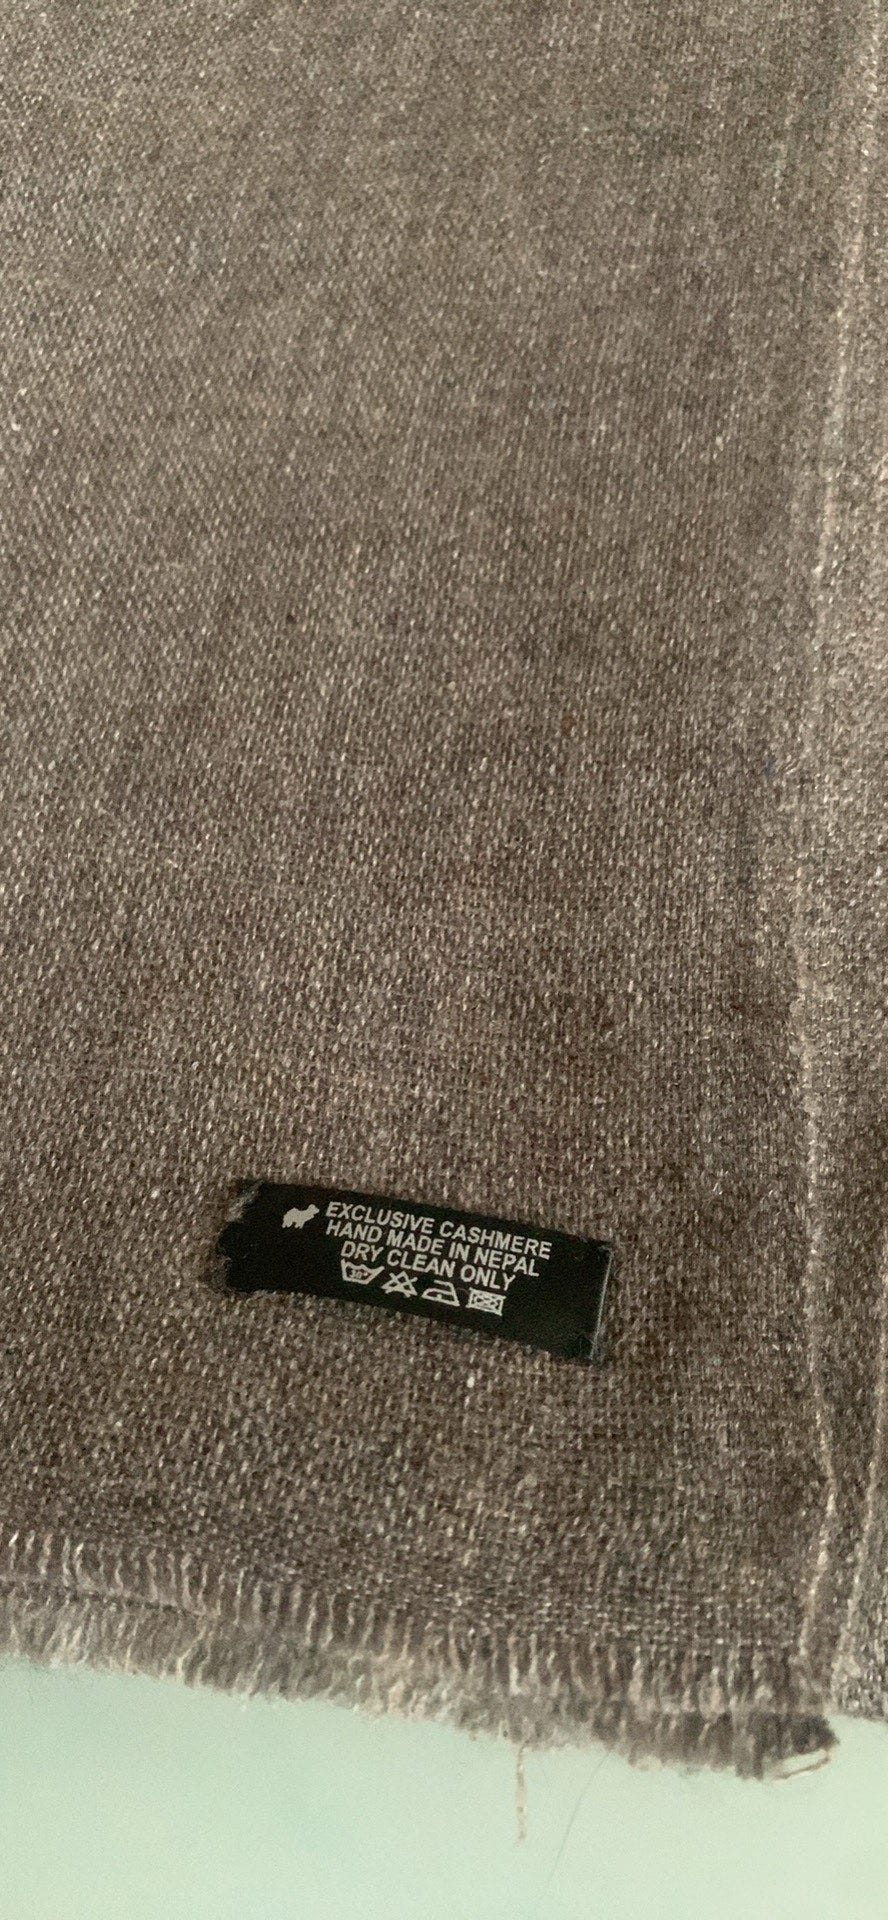 EXCLUSIVE CASHMERE
HAND MADE IN NEPAL
DRY CLEAN ONLY